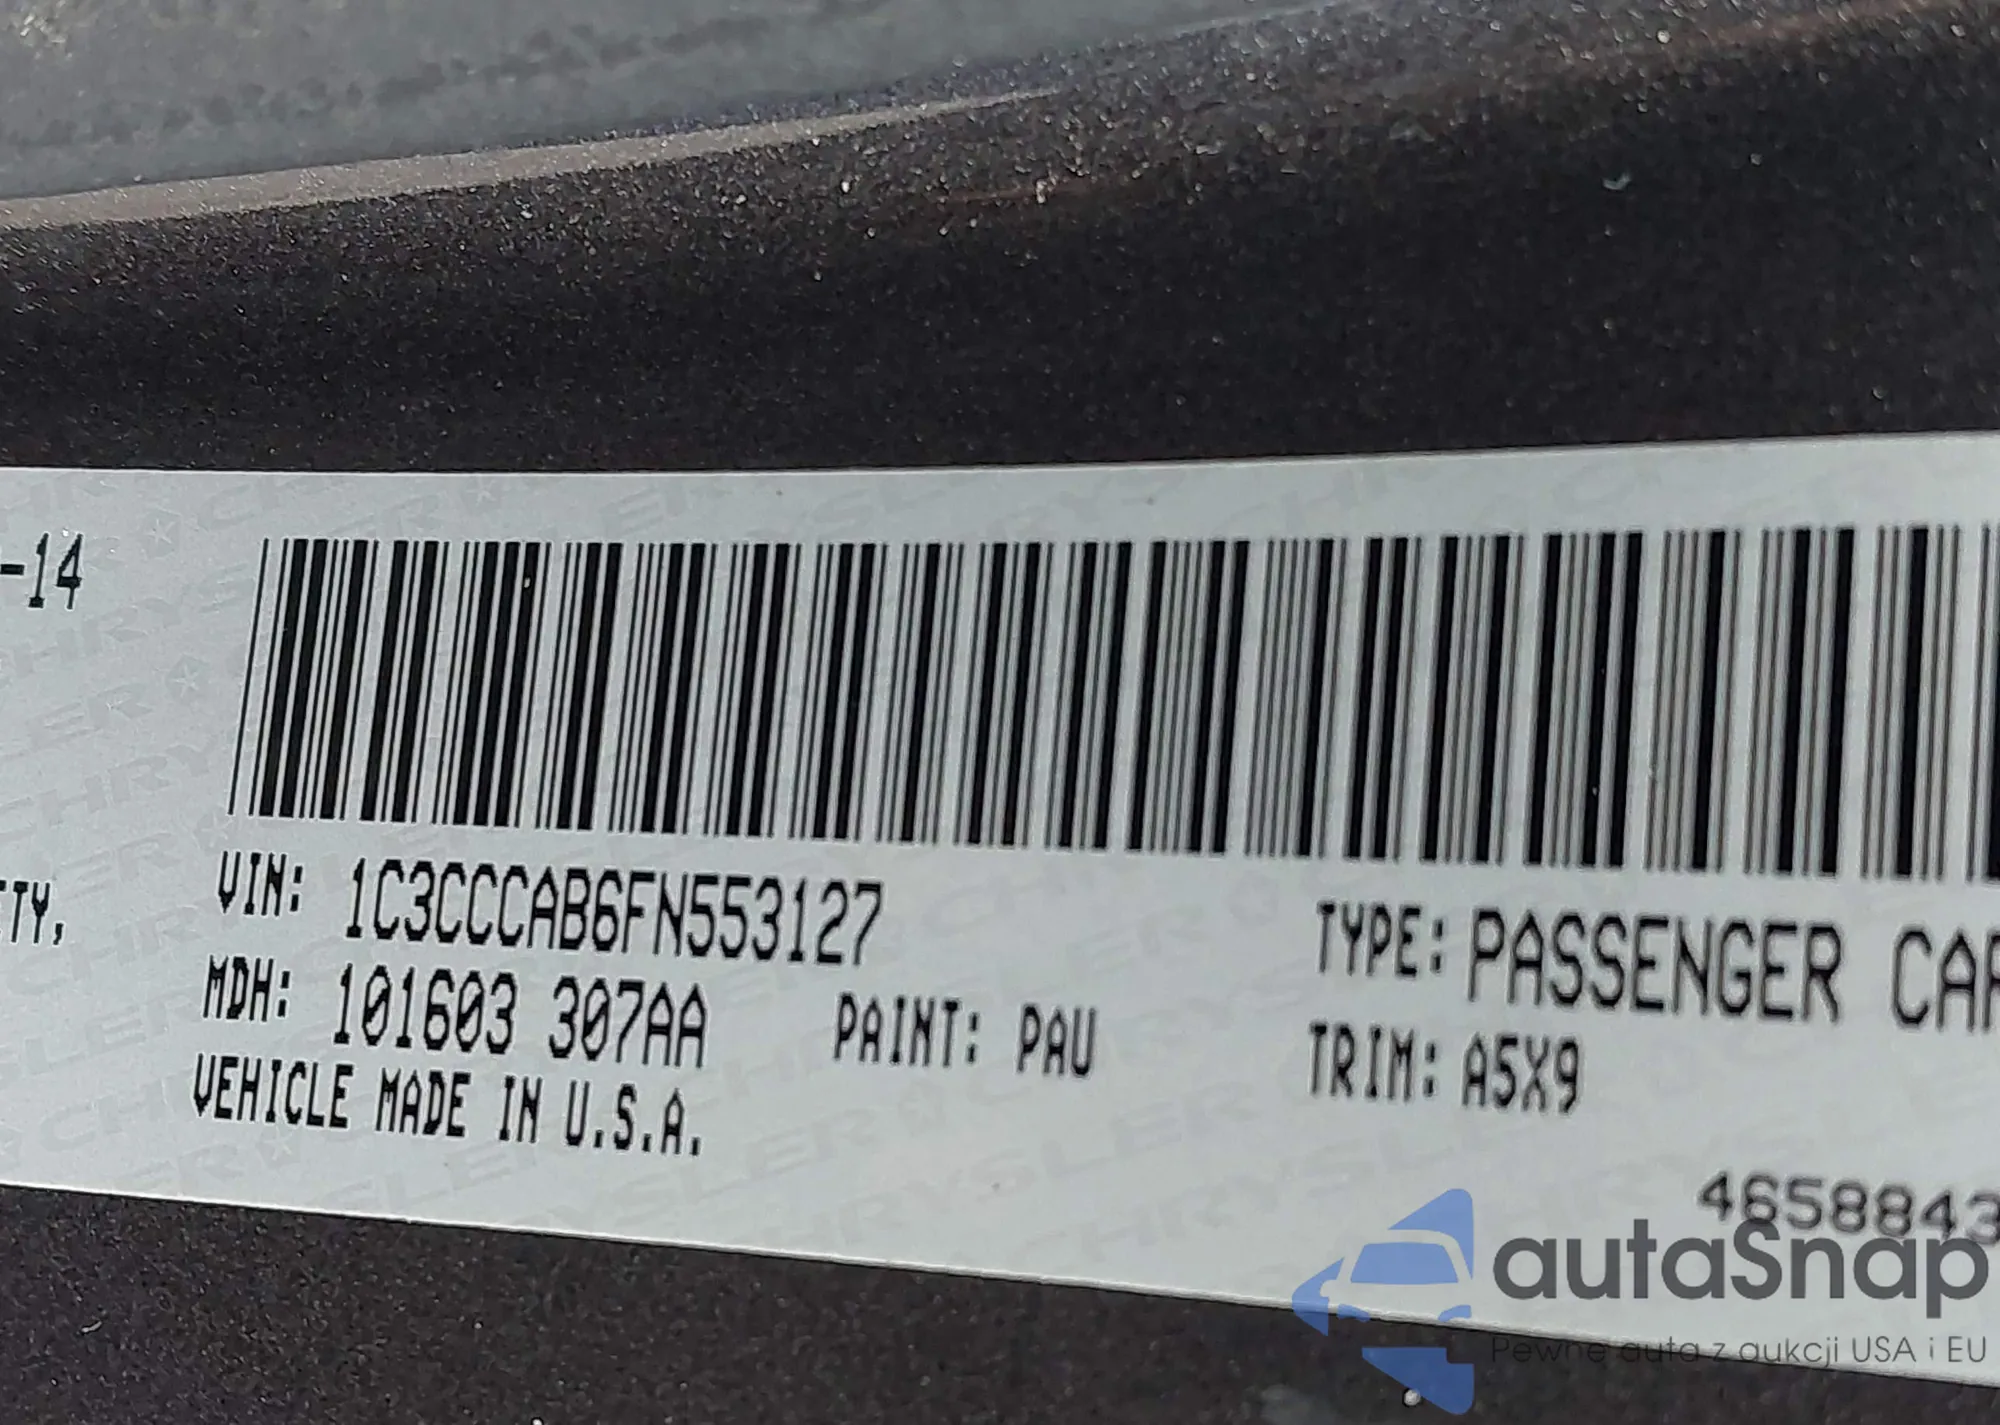 -14
VIN: 1C3CCCAB6FN553127
TY,
TYPE: PASSENGER CAR
MDH: 101603 307AA
PAINT: PAU
TRIM: A5X9
VEHICLE MADE IN U.S.A.
4658843
autaSnap
Pewne auta z aukcji USA i EU